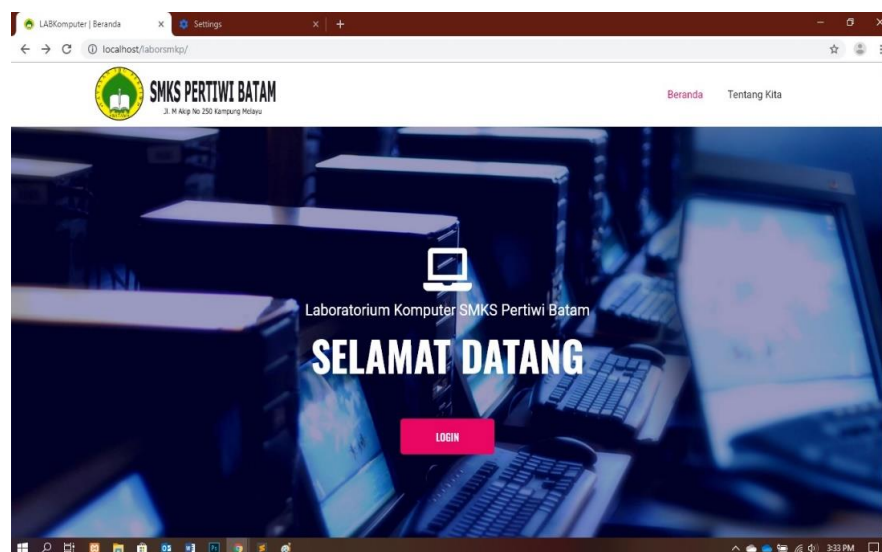 LABKomputer | Beranda
Settings
localhost/laborsmkp/
SMKS PERTIWI BATAM
Jl. M Akip No 250 Kampung Melayu
Beranda Tentang Kita
Laboratorium Komputer SMKS Pertiwi Batam
SELAMAT DATANG
LOGIN
3:33 PM